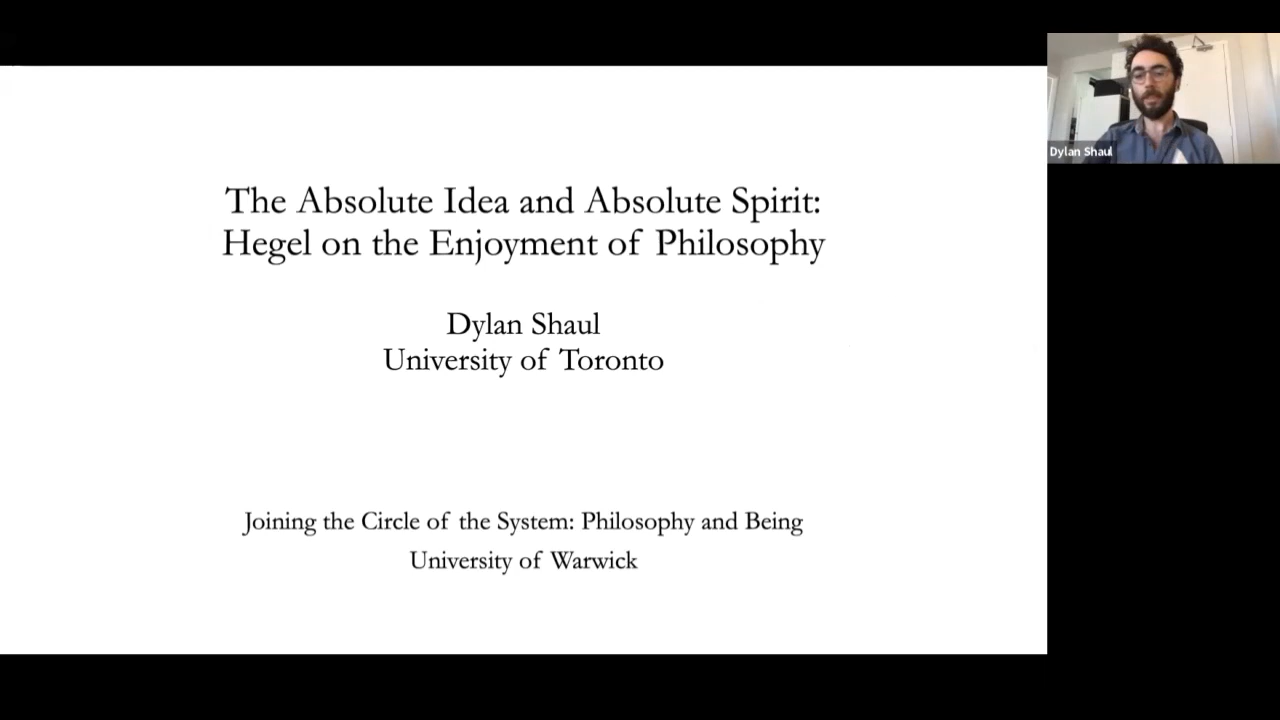 The Absolute Idea and Absolute Spirit:
Hegel on the Enjoyment of Philosophy
Dylan Shaul
University of Toronto
Joining the Circle of the System: Philosophy and Being
University of Warwick
Dylan Shaul